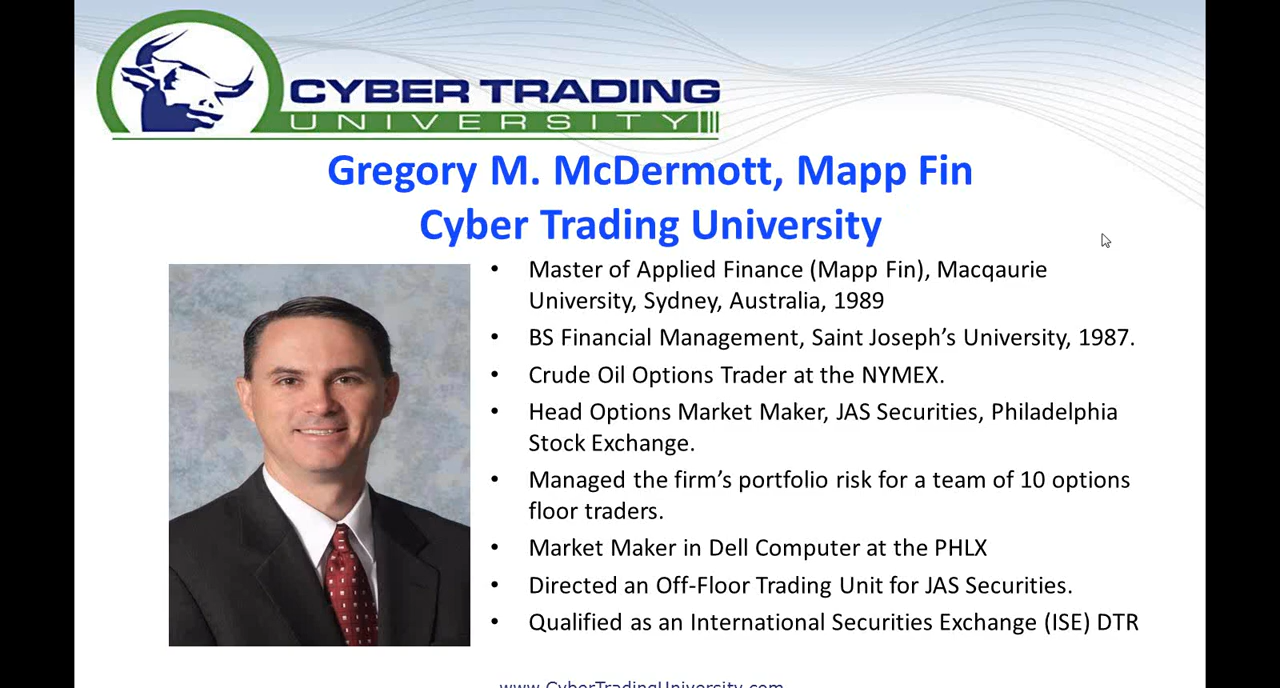 CYBER TRADING
UNIVERSITY
Gregory M. McDermott, Mapp Fin
Cyber Trading University
• Master of Applied Finance (Mapp Fin), Macqaurie
University, Sydney, Australia, 1989
• BS Financial Management, Saint Joseph’s University, 1987.
• Crude Oil Options Trader at the NYMEX.
• Head Options Market Maker, JAS Securities, Philadelphia
Stock Exchange.
• Managed the firm’s portfolio risk for a team of 10 options
floor traders.
• Market Maker in Dell Computer at the PHLX
• Directed an Off-Floor Trading Unit for JAS Securities.
• Qualified as an International Securities Exchange (ISE) DTR
www.CyberTradingUniversity.com